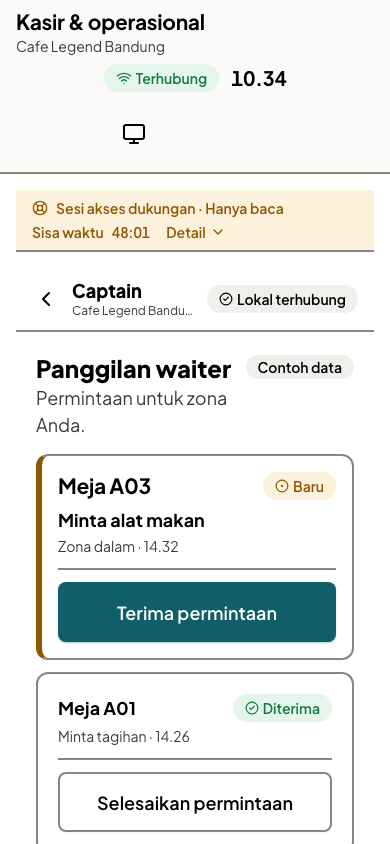 Kasir & operasional
Cafe Legend Bandung
Terhubung 10.34
Sesi akses dukungan · Hanya baca
Sisa waktu 48:01 Detail
Captain
Cafe Legend Bandu...
Lokal terhubung
Panggilan waiter
Contoh data
Permintaan untuk zona
Anda.
Meja A03
Baru
Minta alat makan
Zona dalam · 14.32
Terima permintaan
Meja A01
Diterima
Minta tagihan · 14.26
Selesaikan permintaan